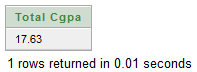 Total Cgpa
17.63
1 rows returned in 0.01 seconds